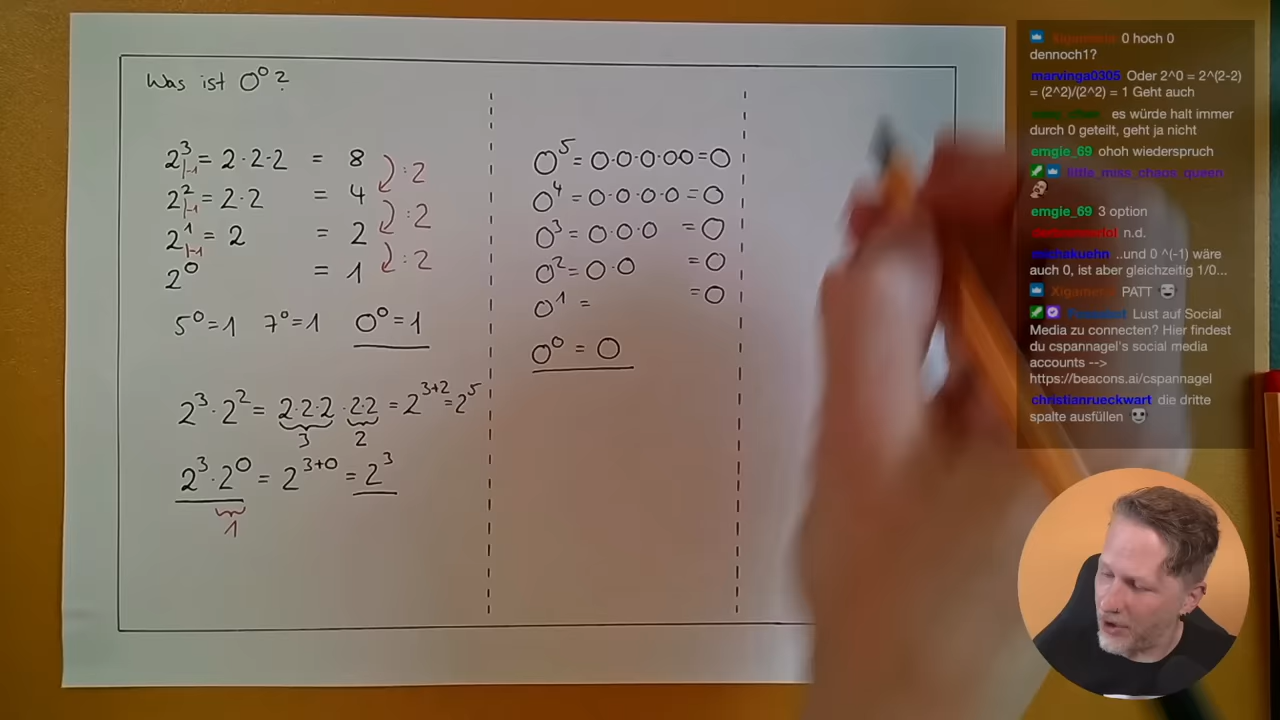 Was ist 0⁰?
2³ = 2·2·2 = 8
|-1 :2
2² = 2·2 = 4
|-1 :2
2¹ = 2 = 2
|-1 :2
2⁰ = 1
5⁰=1 7⁰=1 0⁰=1
2³·2² = 2·2·2·2·2 = 2³⁺² = 2⁵
3 2
2³·2⁰ = 2³⁺⁰ = 2³
1
0⁵ = 0·0·0·00=0
0⁴ = 0·0·0·0=0
0³ = 0·0·0 =0
0² = 0·0 =0
0¹ = =0
0⁰ = 0
0 hoch 0
dennoch1?
marvinga0305 Oder 2^0 = 2^(2-2)
= (2^2)/(2^2) = 1 Geht auch
es würde halt immer
durch 0 geteilt, geht ja nicht
emgie_69 ohoh wiederspruch
little_miss_chaos_queen
emgie_69 3 option
n.d.
..und 0 ^(-1) wäre
auch 0, ist aber gleichzeitig 1/0...
PATT
Lust auf Social
Media zu connecten? Hier findest
du cspannagel's social media
accounts -->
https://beacons.ai/cspannagel
christianrueckwart die dritte
spalte ausfüllen